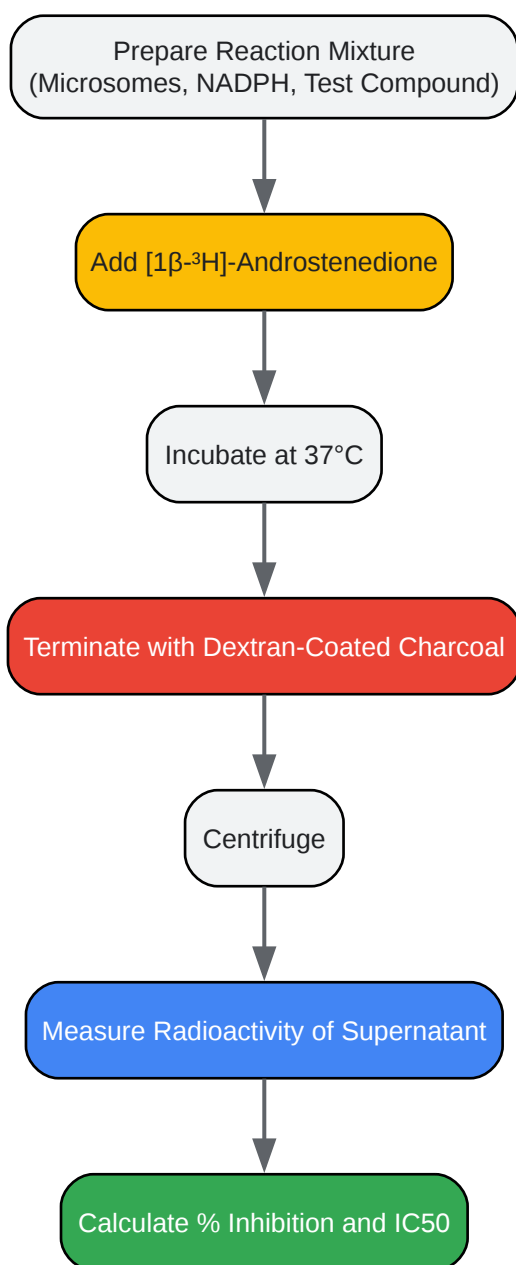 Prepare Reaction Mixture
(Microsomes, NADPH, Test Compound)
Add [1β-³H]-Androstenedione
Incubate at 37°C
Terminate with Dextran-Coated Charcoal
Centrifuge
Measure Radioactivity of Supernatant
Calculate % Inhibition and IC50